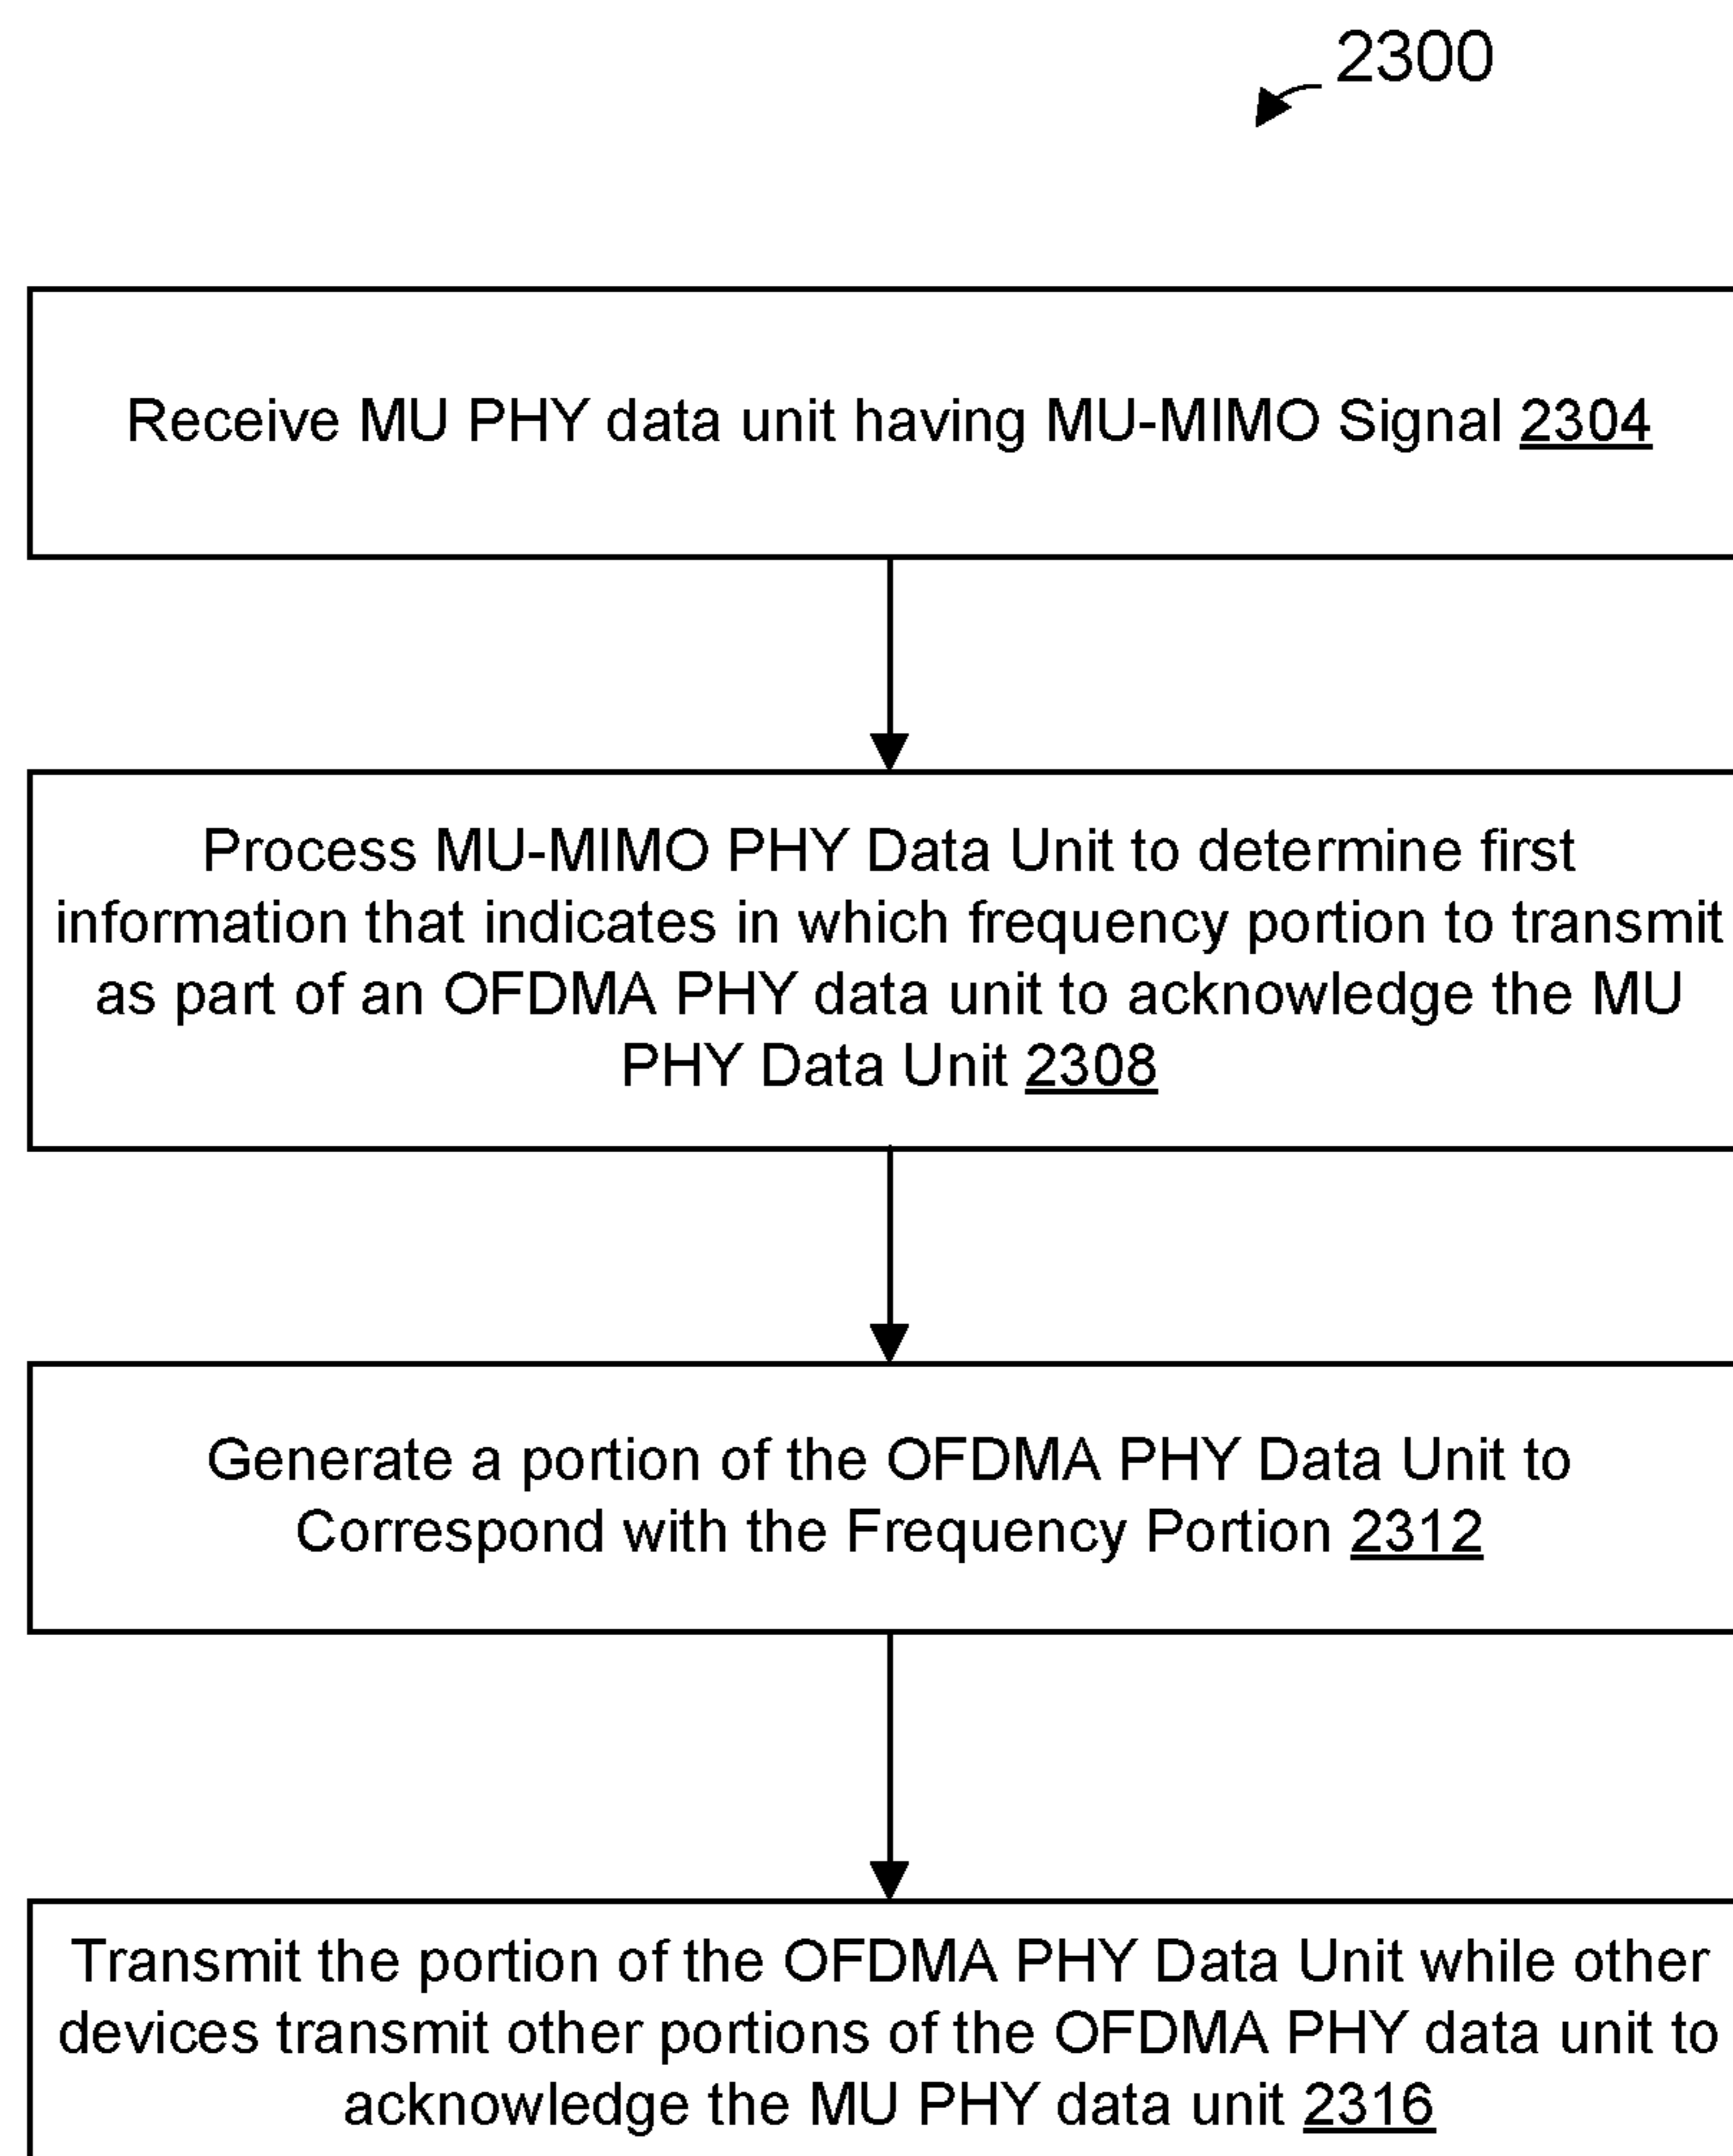 2300
Receive MU PHY data unit having MU-MIMO Signal 2304
Process MU-MIMO PHY Data Unit to determine first
information that indicates in which frequency portion to transmit
as part of an OFDMA PHY data unit to acknowledge the MU
PHY Data Unit 2308
Generate a portion of the OFDMA PHY Data Unit to
Correspond with the Frequency Portion 2312
Transmit the portion of the OFDMA PHY Data Unit while other
devices transmit other portions of the OFDMA PHY data unit to
acknowledge the MU PHY data unit 2316